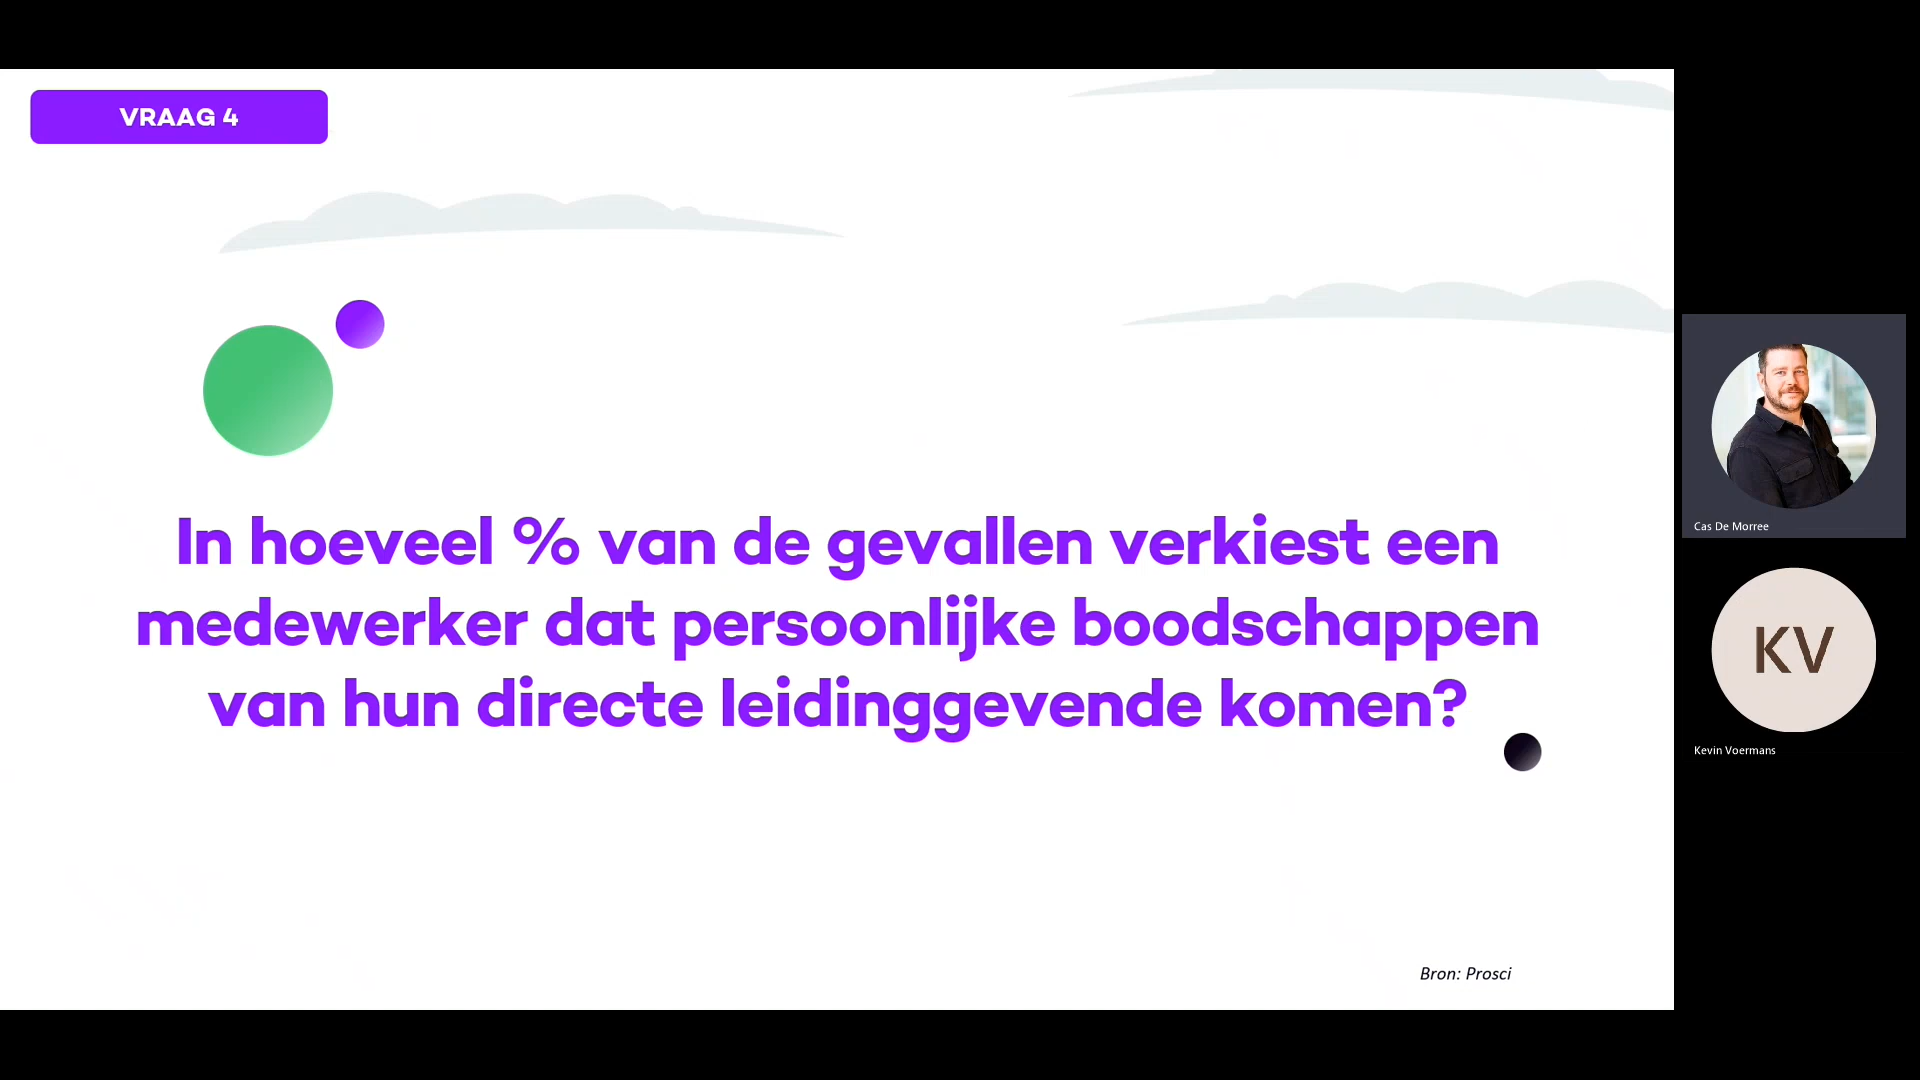 VRAAG 4
In hoeveel % van de gevallen verkiest een
medewerker dat persoonlijke boodschappen
van hun directe leidinggevende komen?
Bron: Prosci
Cas De Morree
KV
Kevin Voermans